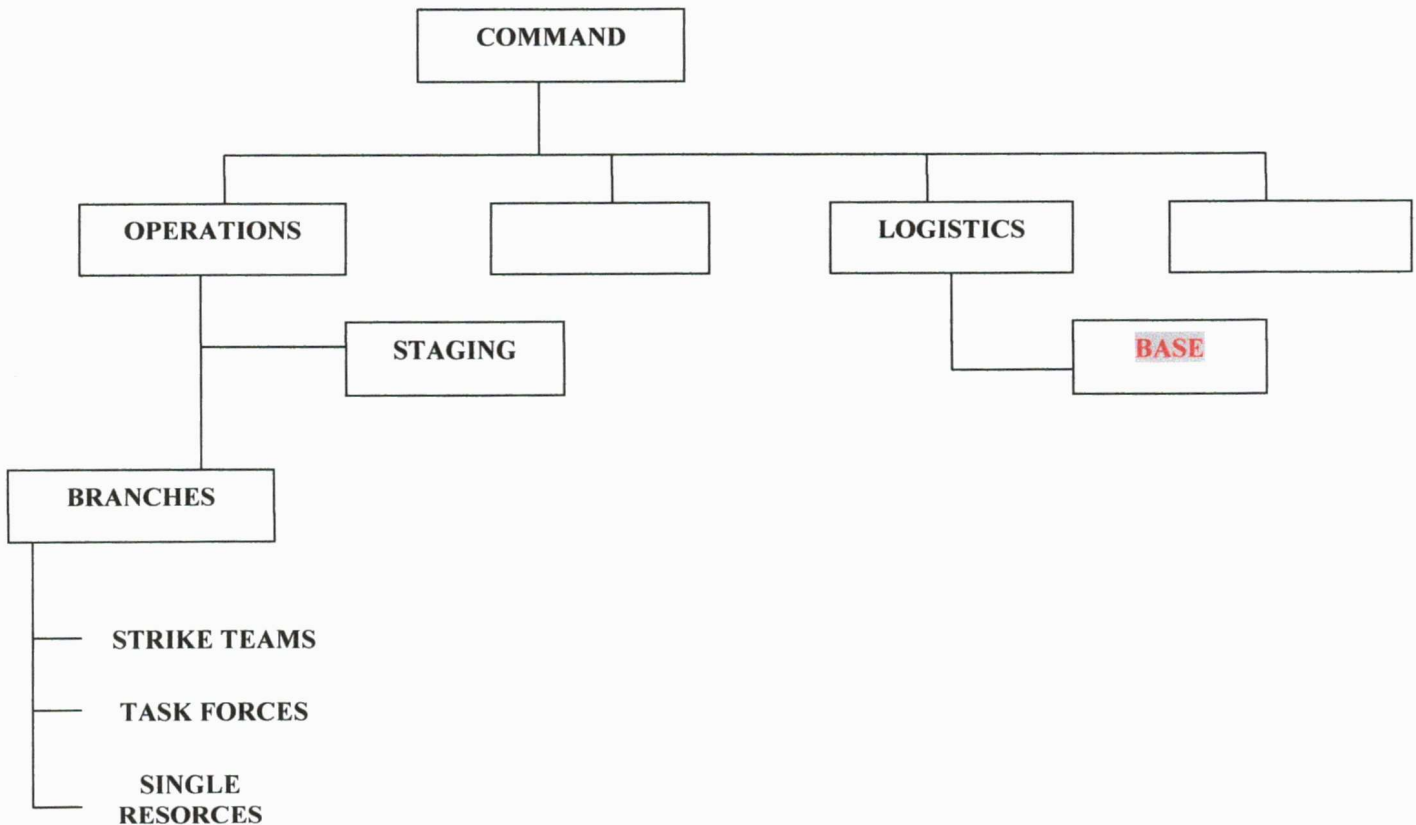 COMMAND
OPERATIONS
LOGISTICS
STAGING
BASE
BRANCHES
STRIKE TEAMS
TASK FORCES
SINGLE
RESORCES